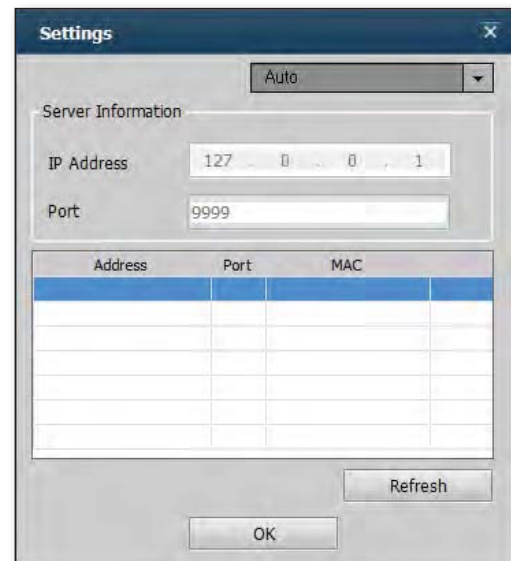 Settings
Auto
Server Information
IP Address 127 . 0 . 0 . 1
Port 9999
Address Port MAC
Refresh
OK